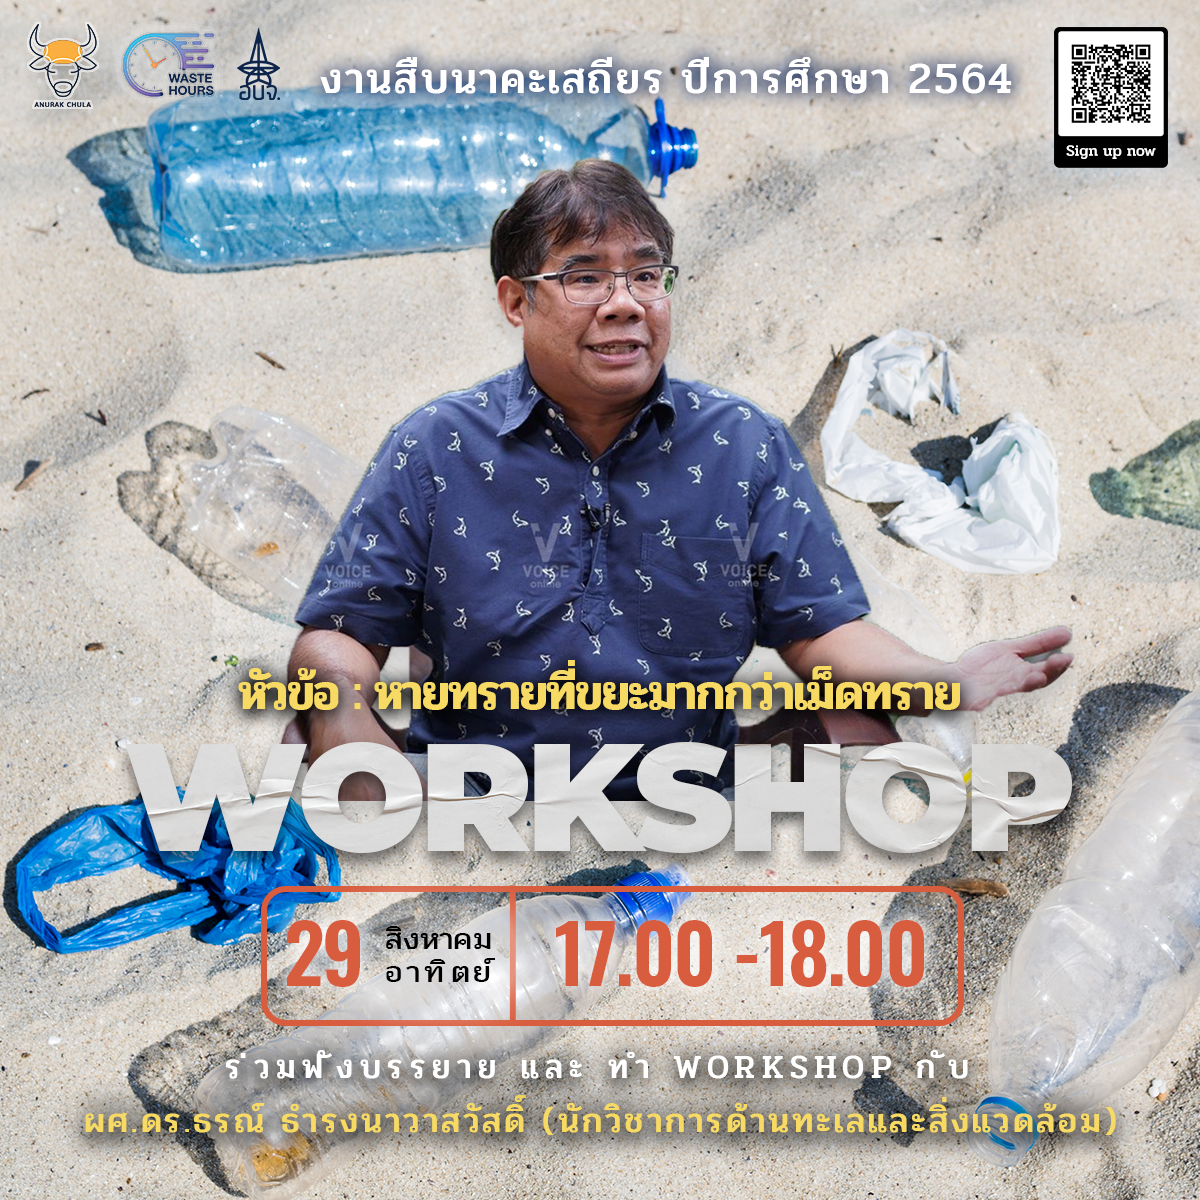 ANURAK CHULA
WASTE
HOURS
อบจ.
งานสืบนาคะเสถียร ปีการศึกษา 2564
Sign up now
VOICE
online
VOICE
online
VOICE
online
หัวข้อ : หายทรายที่ขยะมากกว่าเม็ดทราย
WORKSHOP
29 สิงหาคม
อาทิตย์
17.00 -18.00
ร่วมฟังบรรยาย และ ทำ WORKSHOP กับ
ผศ.ดร.ธรณ์ ธำรงนาวาสวัสดิ์ (นักวิชาการด้านทะเลและสิ่งแวดล้อม)